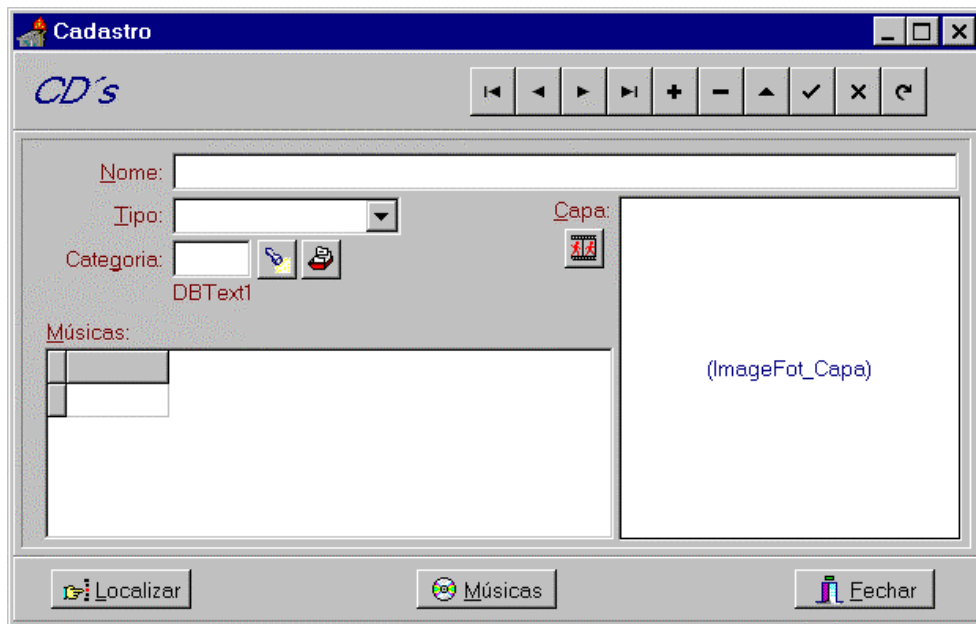 Cadastro
CD´s
Nome:
Tipo:
Capa:
Categoria:
DBText1
Músicas:
(ImageFot_Capa)
Localizar
Músicas
Fechar